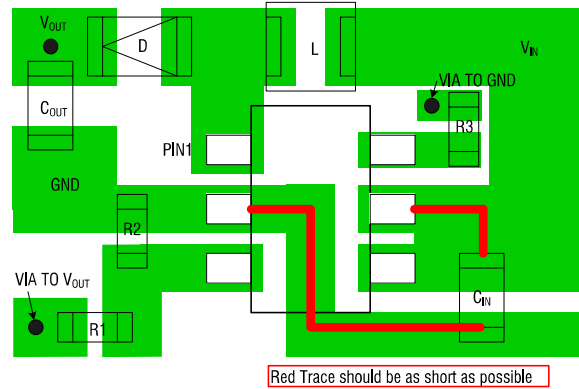 VOUT
D
L
VIN
COUT
VIA TO GND
R3
PIN1
GND
R2
VIA TO VOUT
R1
CIN
Red Trace should be as short as possible